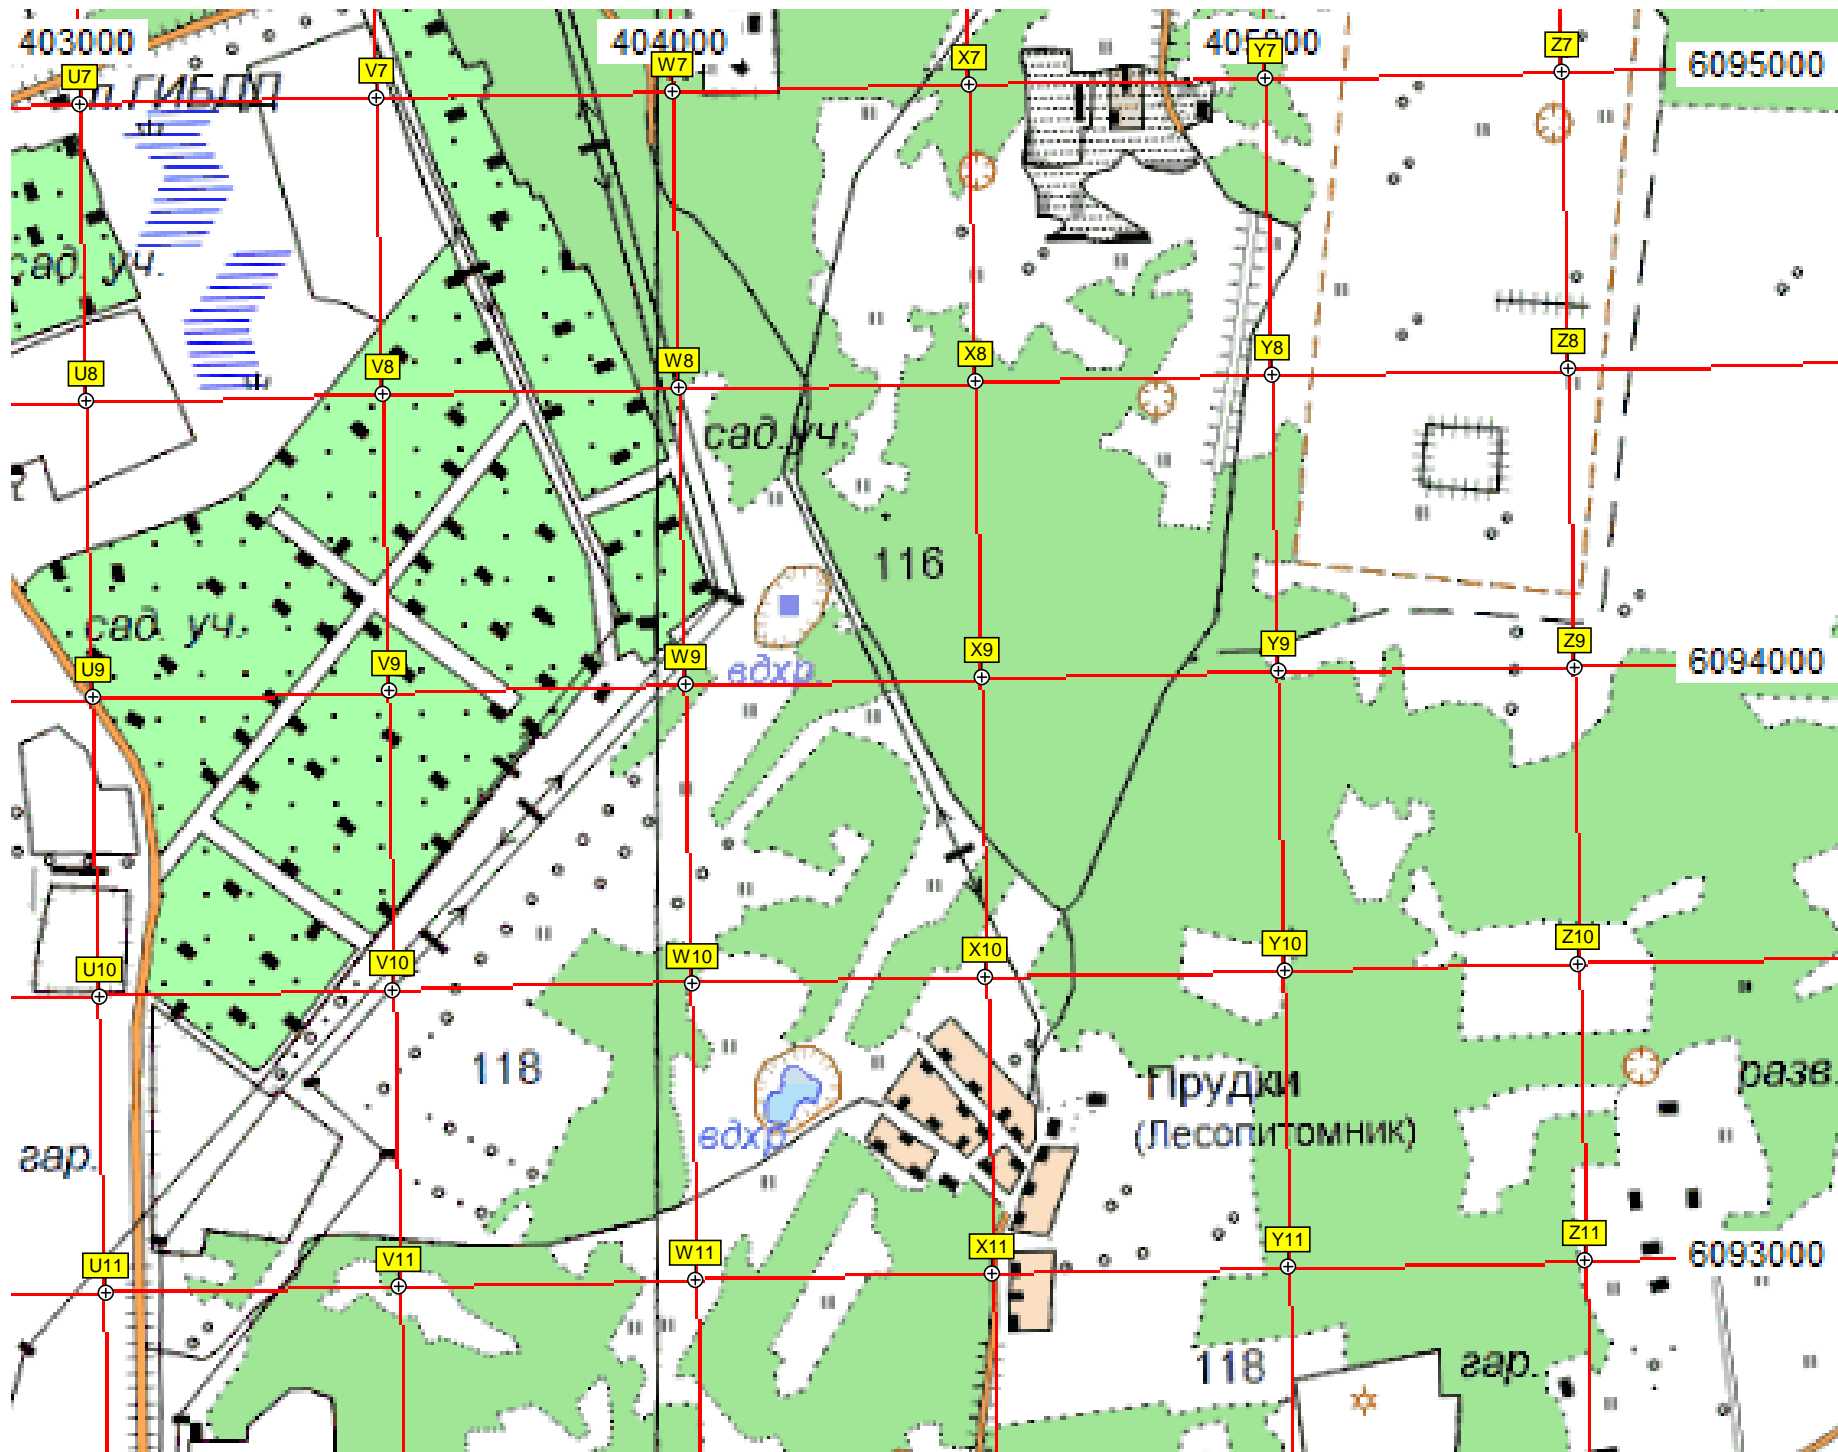 403000 404000 405000
U7 V7 W7 X7 Y7 Z7
6095000
п.ГИБДД
сад. уч.
U8 V8 W8 X8 Y8 Z8
сад.уч.
116
сад. уч.
U9 V9 W9 X9 Y9 Z9
6094000
вдхр.
U10 V10 W10 X10 Y10 Z10
118
Прудки
разв.
вдхр.
(Лесопитомник)
гар.
U11 V11 W11 X11 Y11 Z11
6093000
118
гар.